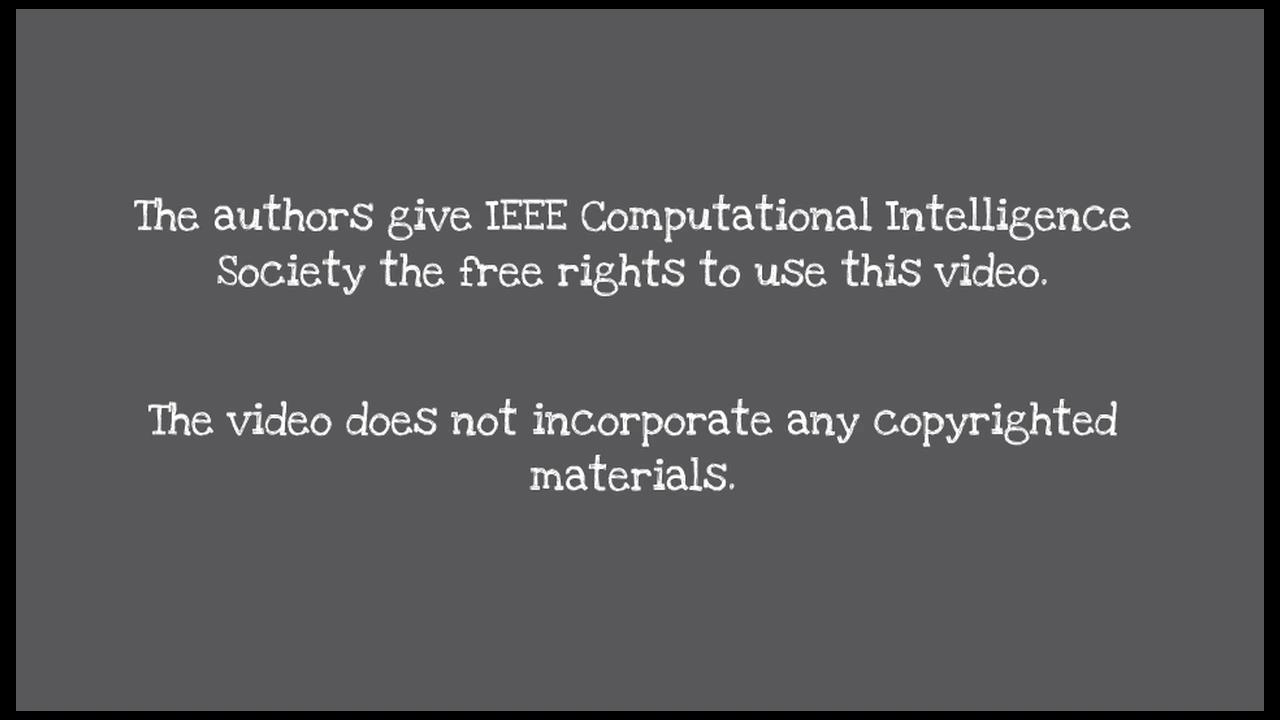 The authors give IEEE Computational Intelligence
Society the free rights to use this video.
The video does not incorporate any copyrighted
materials.